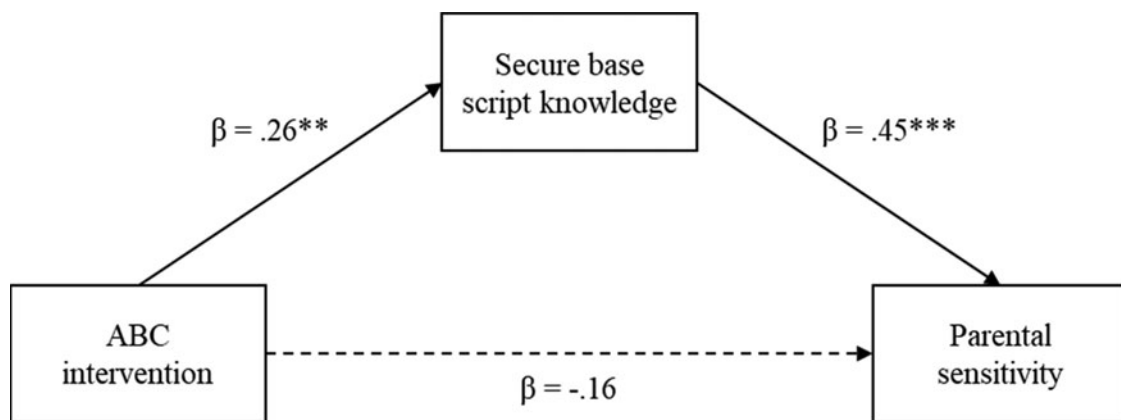 Secure base
script knowledge
β = .26**
β = .45***
ABC
intervention
β = -.16
Parental
sensitivity